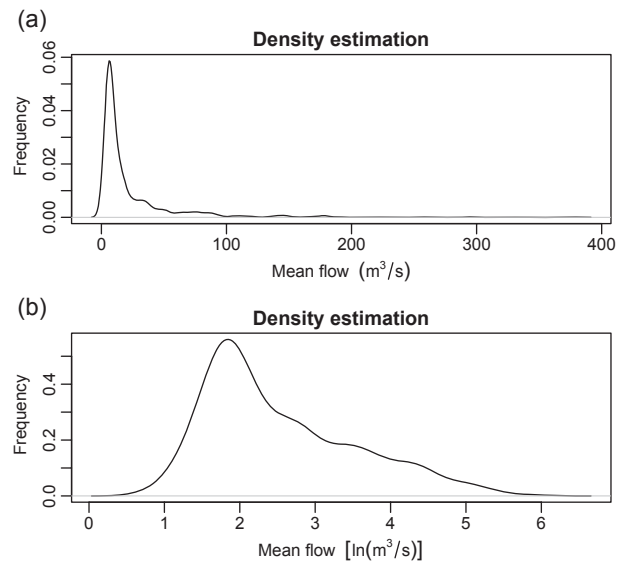 (a)
Density estimation
Frequency
0.00 0.02 0.04 0.06
0 100 200 300 400
Mean flow (m³/s)
(b)
Density estimation
Frequency
0.0 0.2 0.4
0 1 2 3 4 5 6
Mean flow [ln(m³/s)]